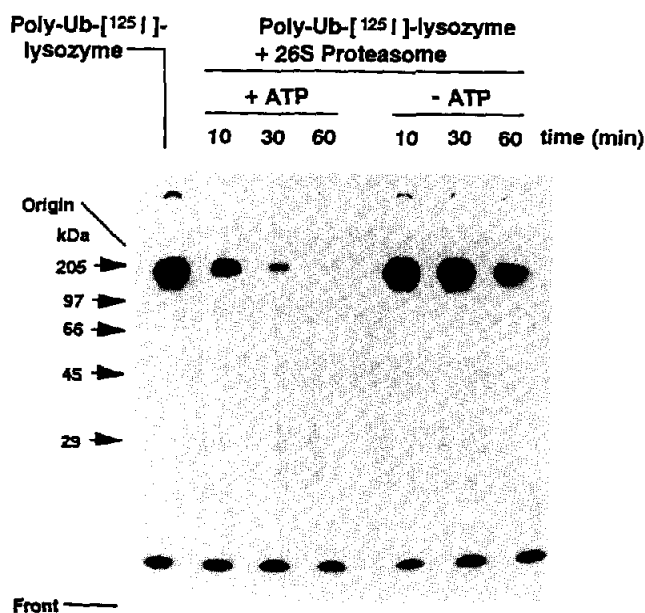 Poly-Ub-[125I]-
lysozyme
Poly-Ub-[125I]-lysozyme
+ 26S Proteasome
+ ATP
- ATP
10 30 60 10 30 60 time (min)
Origin
kDa
205
97
66
45
29
Front